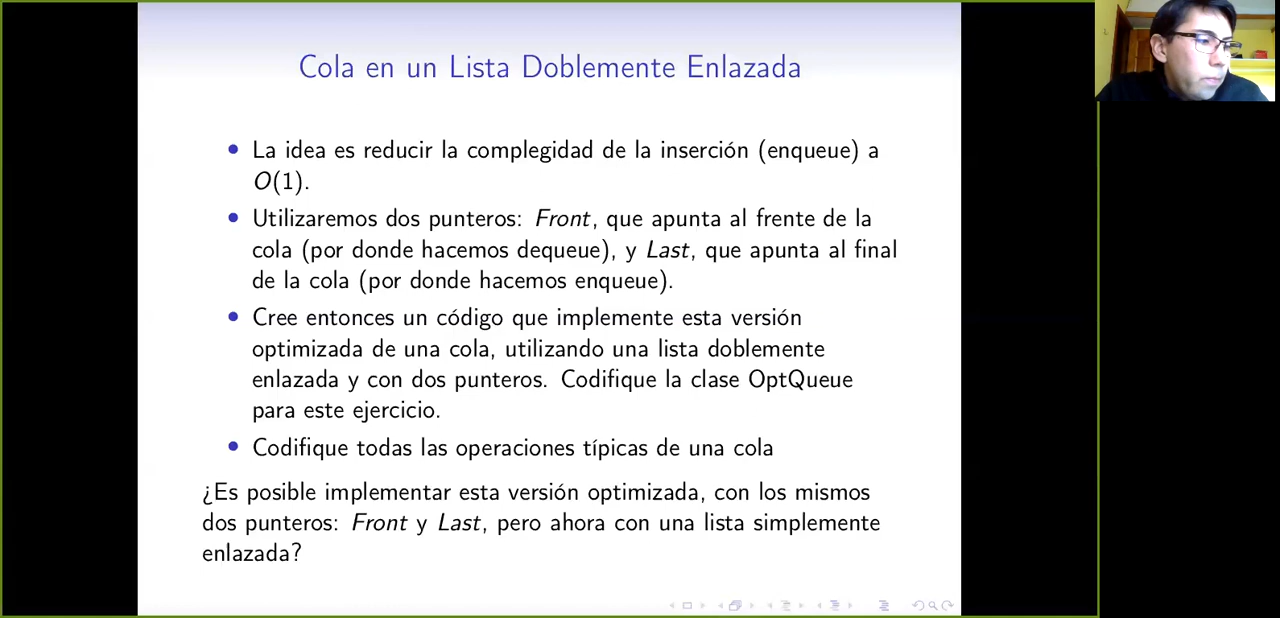 Cola en un Lista Doblemente Enlazada
• La idea es reducir la complegidad de la inserción (enqueue) a
O(1).
• Utilizaremos dos punteros: Front, que apunta al frente de la
cola (por donde hacemos dequeue), y Last, que apunta al final
de la cola (por donde hacemos enqueue).
• Cree entonces un código que implemente esta versión
optimizada de una cola, utilizando una lista doblemente
enlazada y con dos punteros. Codifique la clase OptQueue
para este ejercicio.
• Codifique todas las operaciones típicas de una cola
¿Es posible implementar esta versión optimizada, con los mismos
dos punteros: Front y Last, pero ahora con una lista simplemente
enlazada?